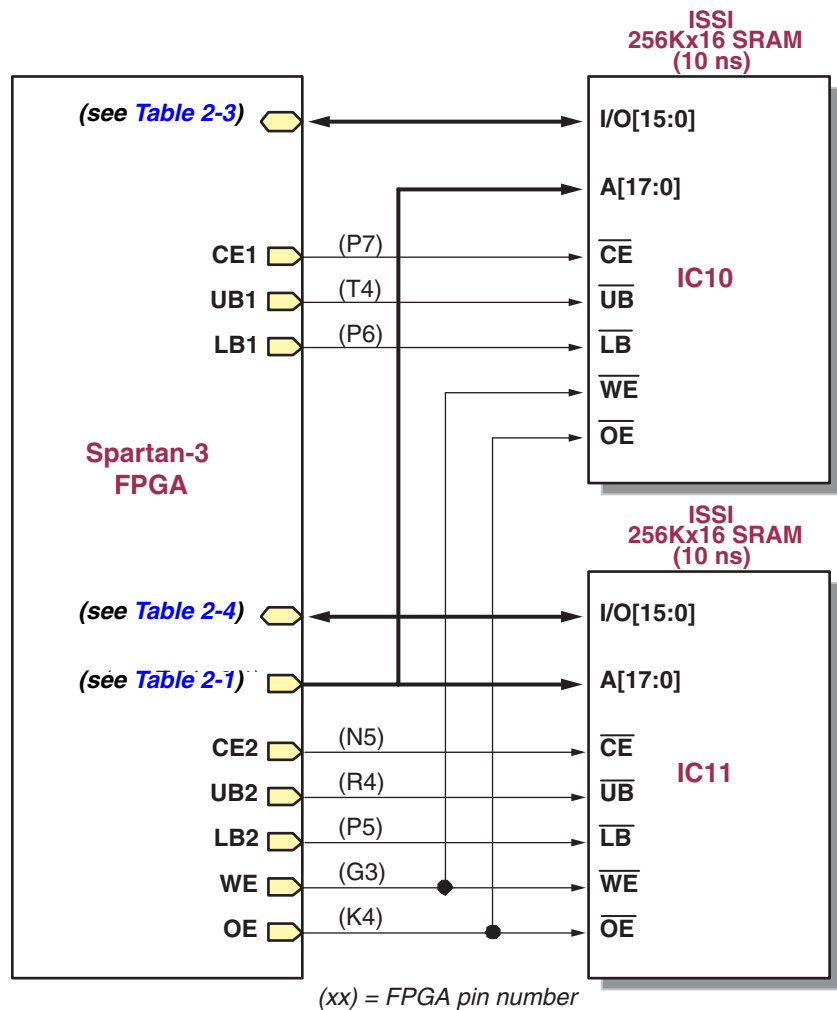 ISSI
256Kx16 SRAM
(10 ns)
(see Table 2-3)
I/O[15:0]
A[17:0]
CE1
(P7)
CE
IC10
UB1
(T4)
UB
LB1
(P6)
LB
WE
OE
Spartan-3
FPGA
ISSI
256Kx16 SRAM
(10 ns)
(see Table 2-4)
I/O[15:0]
(see Table 2-1)
A[17:0]
CE2
(N5)
CE
IC11
UB2
(R4)
UB
LB2
(P5)
LB
WE
(G3)
WE
OE
(K4)
OE
(xx) = FPGA pin number